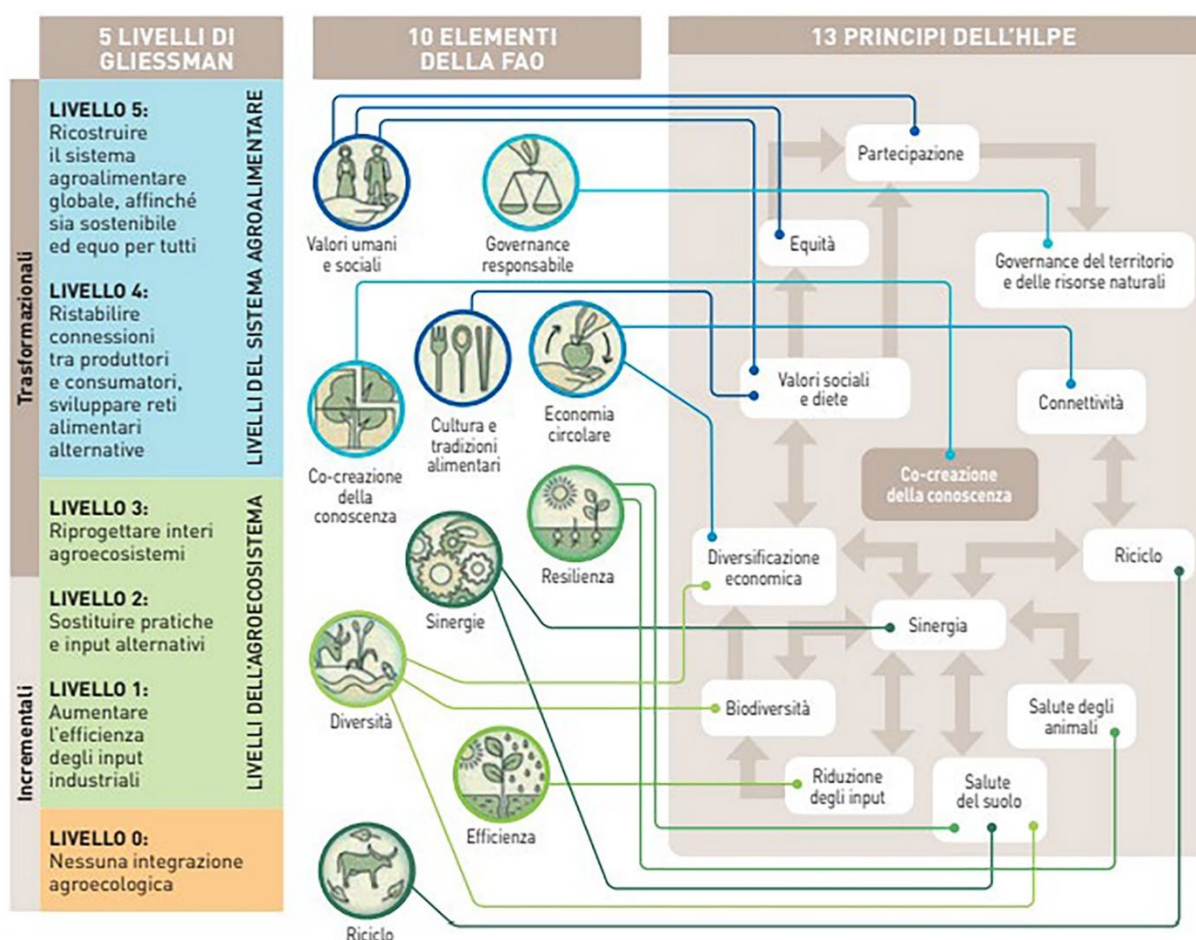 5 LIVELLI DI
GLIESSMAN
Trasformazionali
Incrementali
LIVELLI DEL SISTEMA AGROALIMENTARE
LIVELLI DELL'AGROECOSISTEMA
LIVELLO 5:
Ricostruire
il sistema
agroalimentare
globale, affinché
sia sostenibile
ed equo per tutti
LIVELLO 4:
Ristabilire
connessioni
tra produttori
e consumatori,
sviluppare reti
alimentari
alternative
LIVELLO 3:
Riprogettare interi
agroecosistemi
LIVELLO 2:
Sostituire pratiche
e input alternativi
LIVELLO 1:
Aumentare
l'efficienza
degli input
industriali
LIVELLO 0:
Nessuna integrazione
agroecologica
10 ELEMENTI
DELLA FAO
Valori umani
e sociali
Governance
responsabile
Co-creazione
della
conoscenza
Cultura e
tradizioni
alimentari
Economia
circolare
Resilienza
Sinergie
Diversità
Efficienza
Riciclo
13 PRINCIPI DELL'HLPE
Partecipazione
Equità
Governance del territorio
e delle risorse naturali
Valori sociali
e diete
Connettività
Co-creazione
della conoscenza
Diversificazione
economica
Riciclo
Sinergia
Biodiversità
Salute degli
animali
Riduzione
degli input
Salute
del suolo